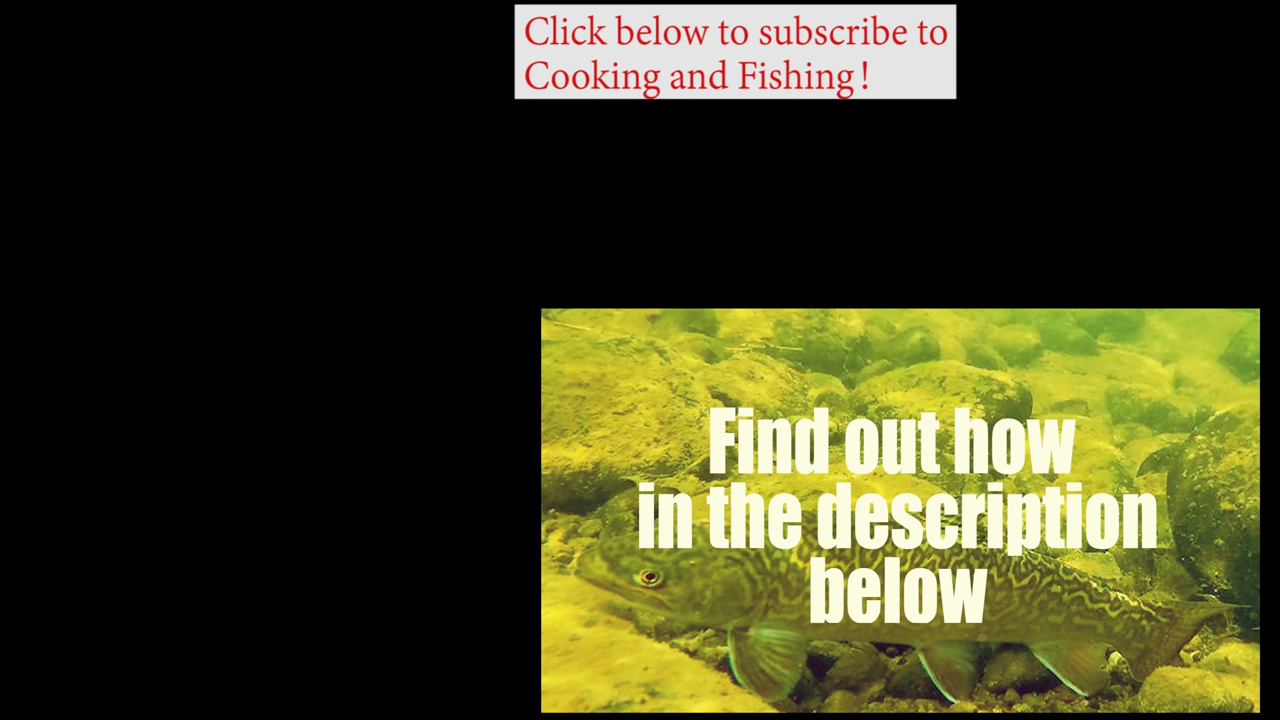 Click below to subscribe to
Cooking and Fishing!
Find out how
in the description
below